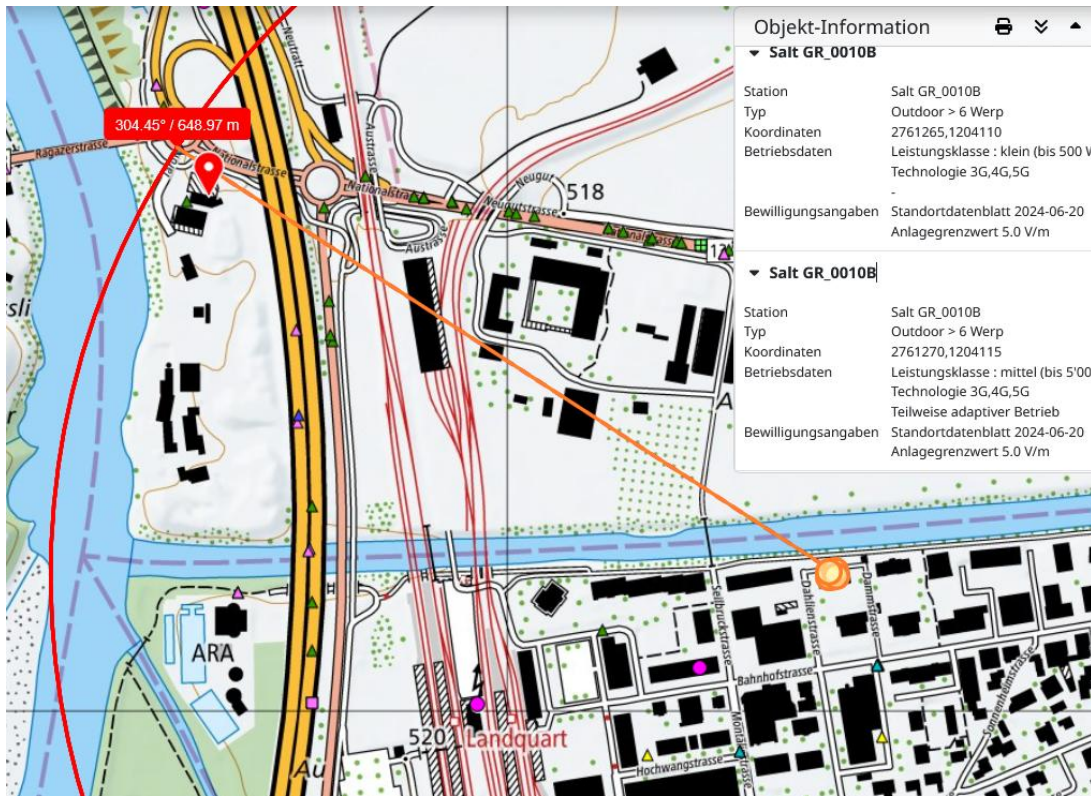 Objekt-Information
Salt GR_0010B
Station Salt GR_0010B
Typ Outdoor > 6 Werp
Koordinaten 2761265,1204110
Betriebsdaten Leistungsklasse : klein (bis 500 W
Technologie 3G,4G,5G
-
Bewilligungsangaben Standortdatenblatt 2024-06-20
Anlagegrenzwert 5.0 V/m
Salt GR_0010B
Station Salt GR_0010B
Typ Outdoor > 6 Werp
Koordinaten 2761270,1204115
Betriebsdaten Leistungsklasse : mittel (bis 5'00
Technologie 3G,4G,5G
Teilweise adaptiver Betrieb
Bewilligungsangaben Standortdatenblatt 2024-06-20
Anlagegrenzwert 5.0 V/m
304.45° / 648.97 m
Neutratt
Ragazerstrasse
Nationalstrasse
Austrasse
Neugut
518
Neugutstrasse
Austrasse
sli
ARA
Dahlienstrasse
Dammstrasse
Bahnhofstrasse
Sonnenheimstrasse
520
Landquart
Au
Hochwangstrasse